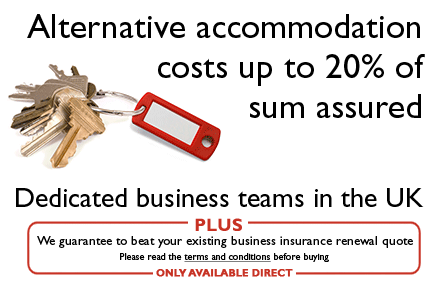 Alternative accommodation
costs up to 20% of
sum assured
Dedicated business teams in the UK
PLUS
We guarantee to beat your existing business insurance renewal quote
Please read the terms and conditions before buying
ONLY AVAILABLE DIRECT